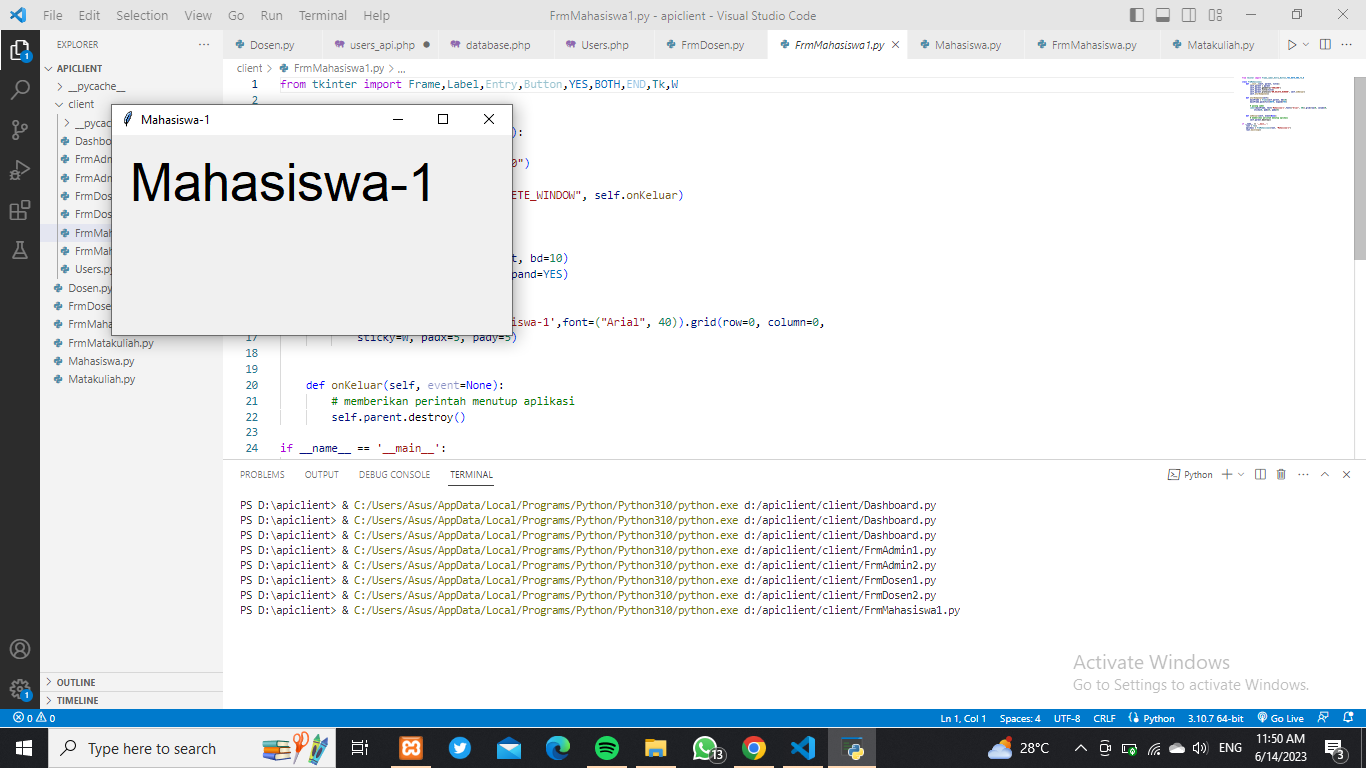 File Edit Selection View Go Run Terminal Help
FrmMahasiswa1.py - apiclient - Visual Studio Code
EXPLORER
Dosen.py users_api.php database.php Users.php FrmDosen.py FrmMahasiswa1.py Mahasiswa.py FrmMahasiswa.py Matakuliah.py
APICLIENT
__pycache__
client
__pycac
Dashbo
FrmAdm
FrmAdm
FrmDos
FrmDos
FrmMah
FrmMah
Users.py
Dosen.py
FrmDose
FrmMaha
FrmMatakuliah.py
Mahasiswa.py
Matakuliah.py
OUTLINE
TIMELINE
client > FrmMahasiswa1.py > ...
1 from tkinter import Frame,Label,Entry,Button,YES,BOTH,END,Tk,W
2
):
0")
ETE_WINDOW", self.onKeluar)
t, bd=10)
pand=YES)
iswa-1',font=("Arial", 40)).grid(row=0, column=0,
17 sticky=W, padx=5, pady=5)
18
19
20 def onKeluar(self, event=None):
21 # memberikan perintah menutup aplikasi
22 self.parent.destroy()
23
24 if __name__ == '__main__':
Mahasiswa-1
Mahasiswa-1
PROBLEMS OUTPUT DEBUG CONSOLE TERMINAL
Python
PS D:\apiclient> & C:/Users/Asus/AppData/Local/Programs/Python/Python310/python.exe d:/apiclient/client/Dashboard.py
PS D:\apiclient> & C:/Users/Asus/AppData/Local/Programs/Python/Python310/python.exe d:/apiclient/client/Dashboard.py
PS D:\apiclient> & C:/Users/Asus/AppData/Local/Programs/Python/Python310/python.exe d:/apiclient/client/Dashboard.py
PS D:\apiclient> & C:/Users/Asus/AppData/Local/Programs/Python/Python310/python.exe d:/apiclient/client/FrmAdmin1.py
PS D:\apiclient> & C:/Users/Asus/AppData/Local/Programs/Python/Python310/python.exe d:/apiclient/client/FrmAdmin2.py
PS D:\apiclient> & C:/Users/Asus/AppData/Local/Programs/Python/Python310/python.exe d:/apiclient/client/FrmDosen1.py
PS D:\apiclient> & C:/Users/Asus/AppData/Local/Programs/Python/Python310/python.exe d:/apiclient/client/FrmDosen2.py
PS D:\apiclient> & C:/Users/Asus/AppData/Local/Programs/Python/Python310/python.exe d:/apiclient/client/FrmMahasiswa1.py
Activate Windows
Go to Settings to activate Windows.
0 0 Ln 1, Col 1 Spaces: 4 UTF-8 CRLF Python 3.10.7 64-bit Go Live
1
1
Type here to search
13
28°C
ENG
11:50 AM
6/14/2023
3